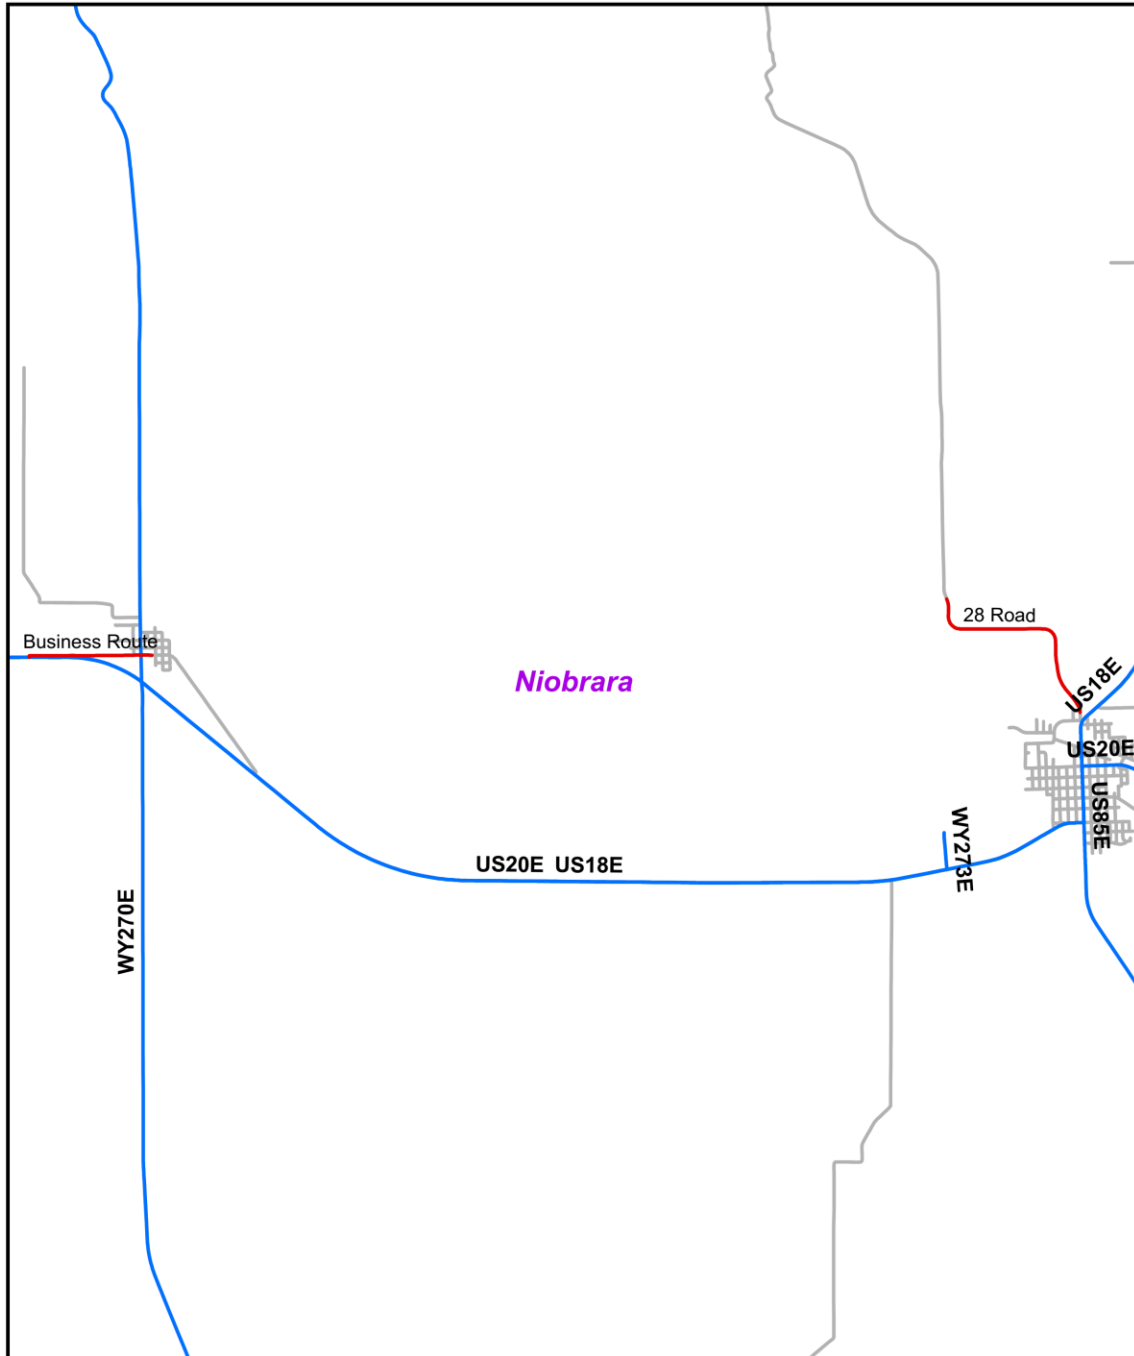 28 Road
Business Route
US18E
Niobrara
US20E
US85E
WY273E
US20E US18E
WY270E